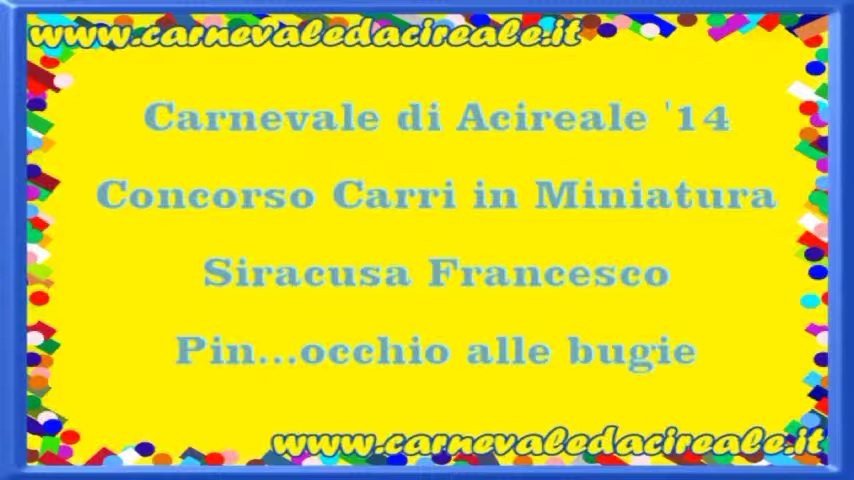 www.carnevaledacireale.it
Carnevale di Acireale '14
Concorso Carri in Miniatura
Siracusa Francesco
Pin...occhio alle bugie
www.carnevaledacireale.it